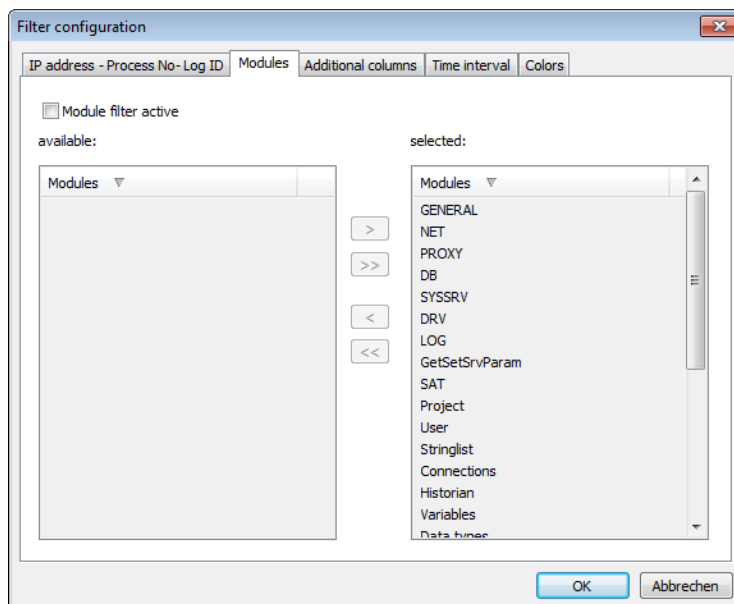 Filter configuration
IP address - Process No- Log ID Modules Additional columns Time interval Colors
Module filter active
available: selected:
Modules Modules
GENERAL
NET
>
PROXY
>>
DB
SYSSRV
<
DRV
LOG
<<
GetSetSrvParam
SAT
Project
User
Stringlist
Connections
Historian
Variables
Data types
OK Abbrechen